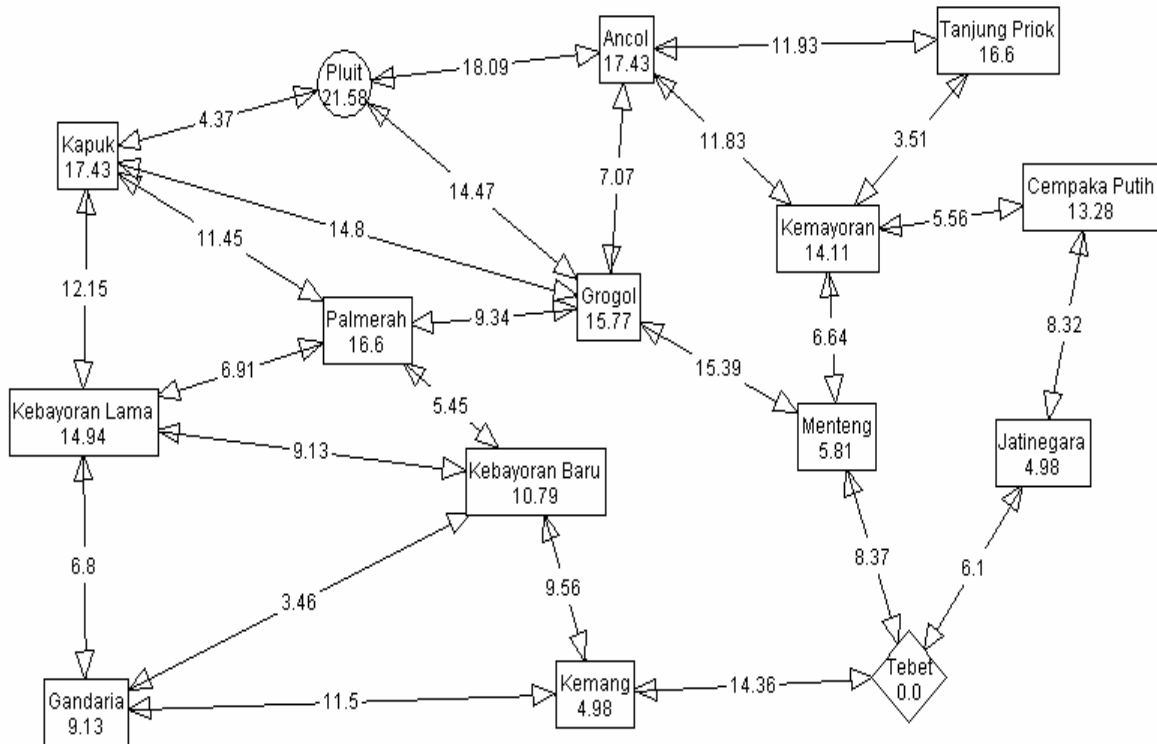 Ancol
17.43
Tanjung Priok
16.6
11.93
Pluit
21.58
18.09
4.37
Kapuk
17.43
11.83
3.51
7.07
14.47
Cempaka Putih
13.28
5.56
Kemayoran
14.11
14.8
11.45
12.15
Grogol
15.77
Palmerah
16.6
9.34
6.64
8.32
15.39
6.91
5.45
Kebayoran Lama
14.94
Menteng
5.81
Jatinegara
4.98
9.13
Kebayoran Baru
10.79
8.37
6.1
6.8
9.56
3.46
Tebet
0.0
Kemang
4.98
14.36
Gandaria
9.13
11.5